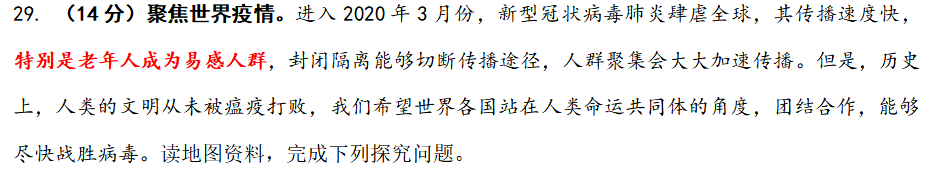 29. （14分）聚焦世界疫情。进入 2020 年 3 月份，新型冠状病毒肺炎肆虐全球，其传播速度快，
特别是老年人成为易感人群，封闭隔离能够切断传播途径，人群聚集会大大加速传播。但是，历史
上，人类的文明从未被瘟疫打败，我们希望世界各国站在人类命运共同体的角度，团结合作，能够
尽快战胜病毒。读地图资料，完成下列探究问题。